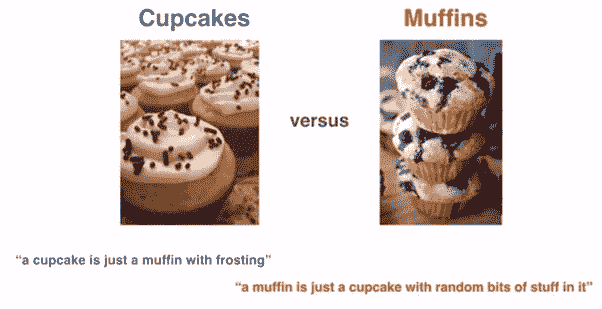 Cupcakes
Muffins
versus
“a cupcake is just a muffin with frosting”
“a muffin is just a cupcake with random bits of stuff in it”